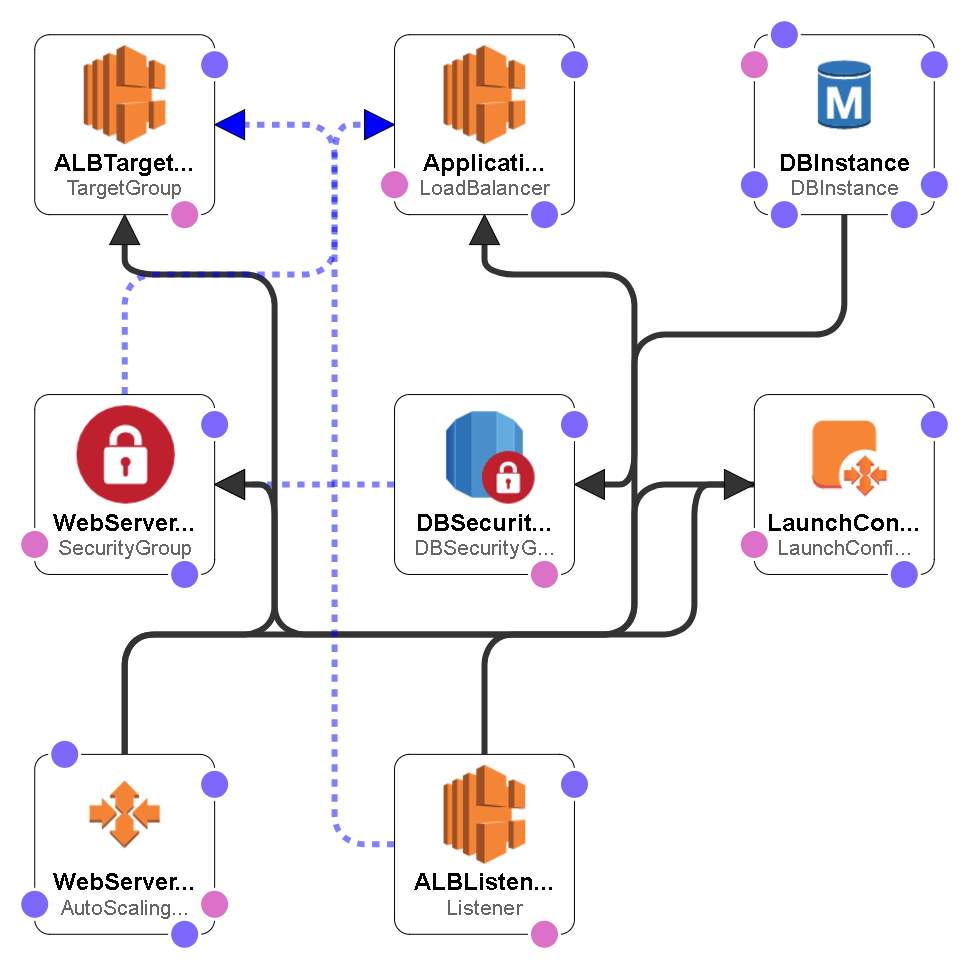 ALBTarget...
TargetGroup
Applicati...
LoadBalancer
M
DBInstance
DBInstance
WebServer...
SecurityGroup
DBSecurit...
DBSecurityG...
LaunchCon...
LaunchConfi...
WebServer...
AutoScaling...
ALBListen...
Listener